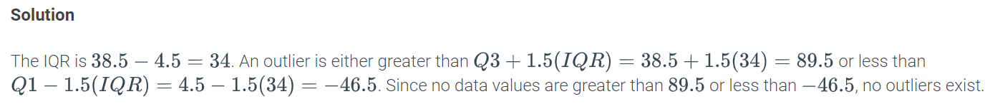 Solution
The IQR is 38.5 − 4.5 = 34. An outlier is either greater than Q3 + 1.5(IQR) = 38.5 + 1.5(34) = 89.5 or less than
Q1 − 1.5(IQR) = 4.5 − 1.5(34) = −46.5. Since no data values are greater than 89.5 or less than −46.5, no outliers exist.